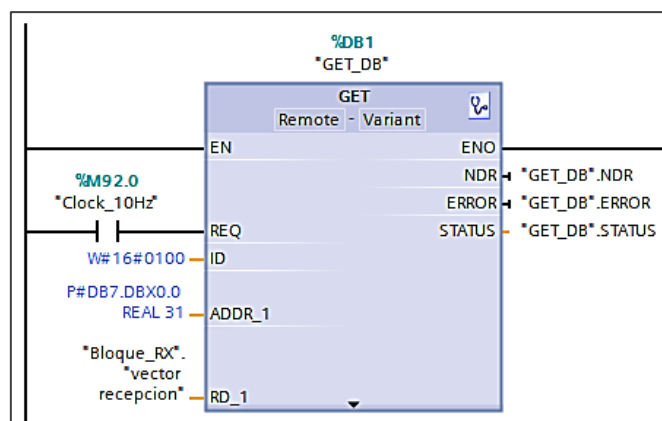 %DB1
"GET_DB"
GET
Remote - Variant
EN
ENO
NDR
"GET_DB".NDR
%M92.0
"Clock_10Hz"
ERROR
"GET_DB".ERROR
REQ
STATUS
"GET_DB".STATUS
W#16#0100
ID
P#DB7.DBX0.0
REAL 31
ADDR_1
"Bloque_RX".
"vector
recepcion"
RD_1